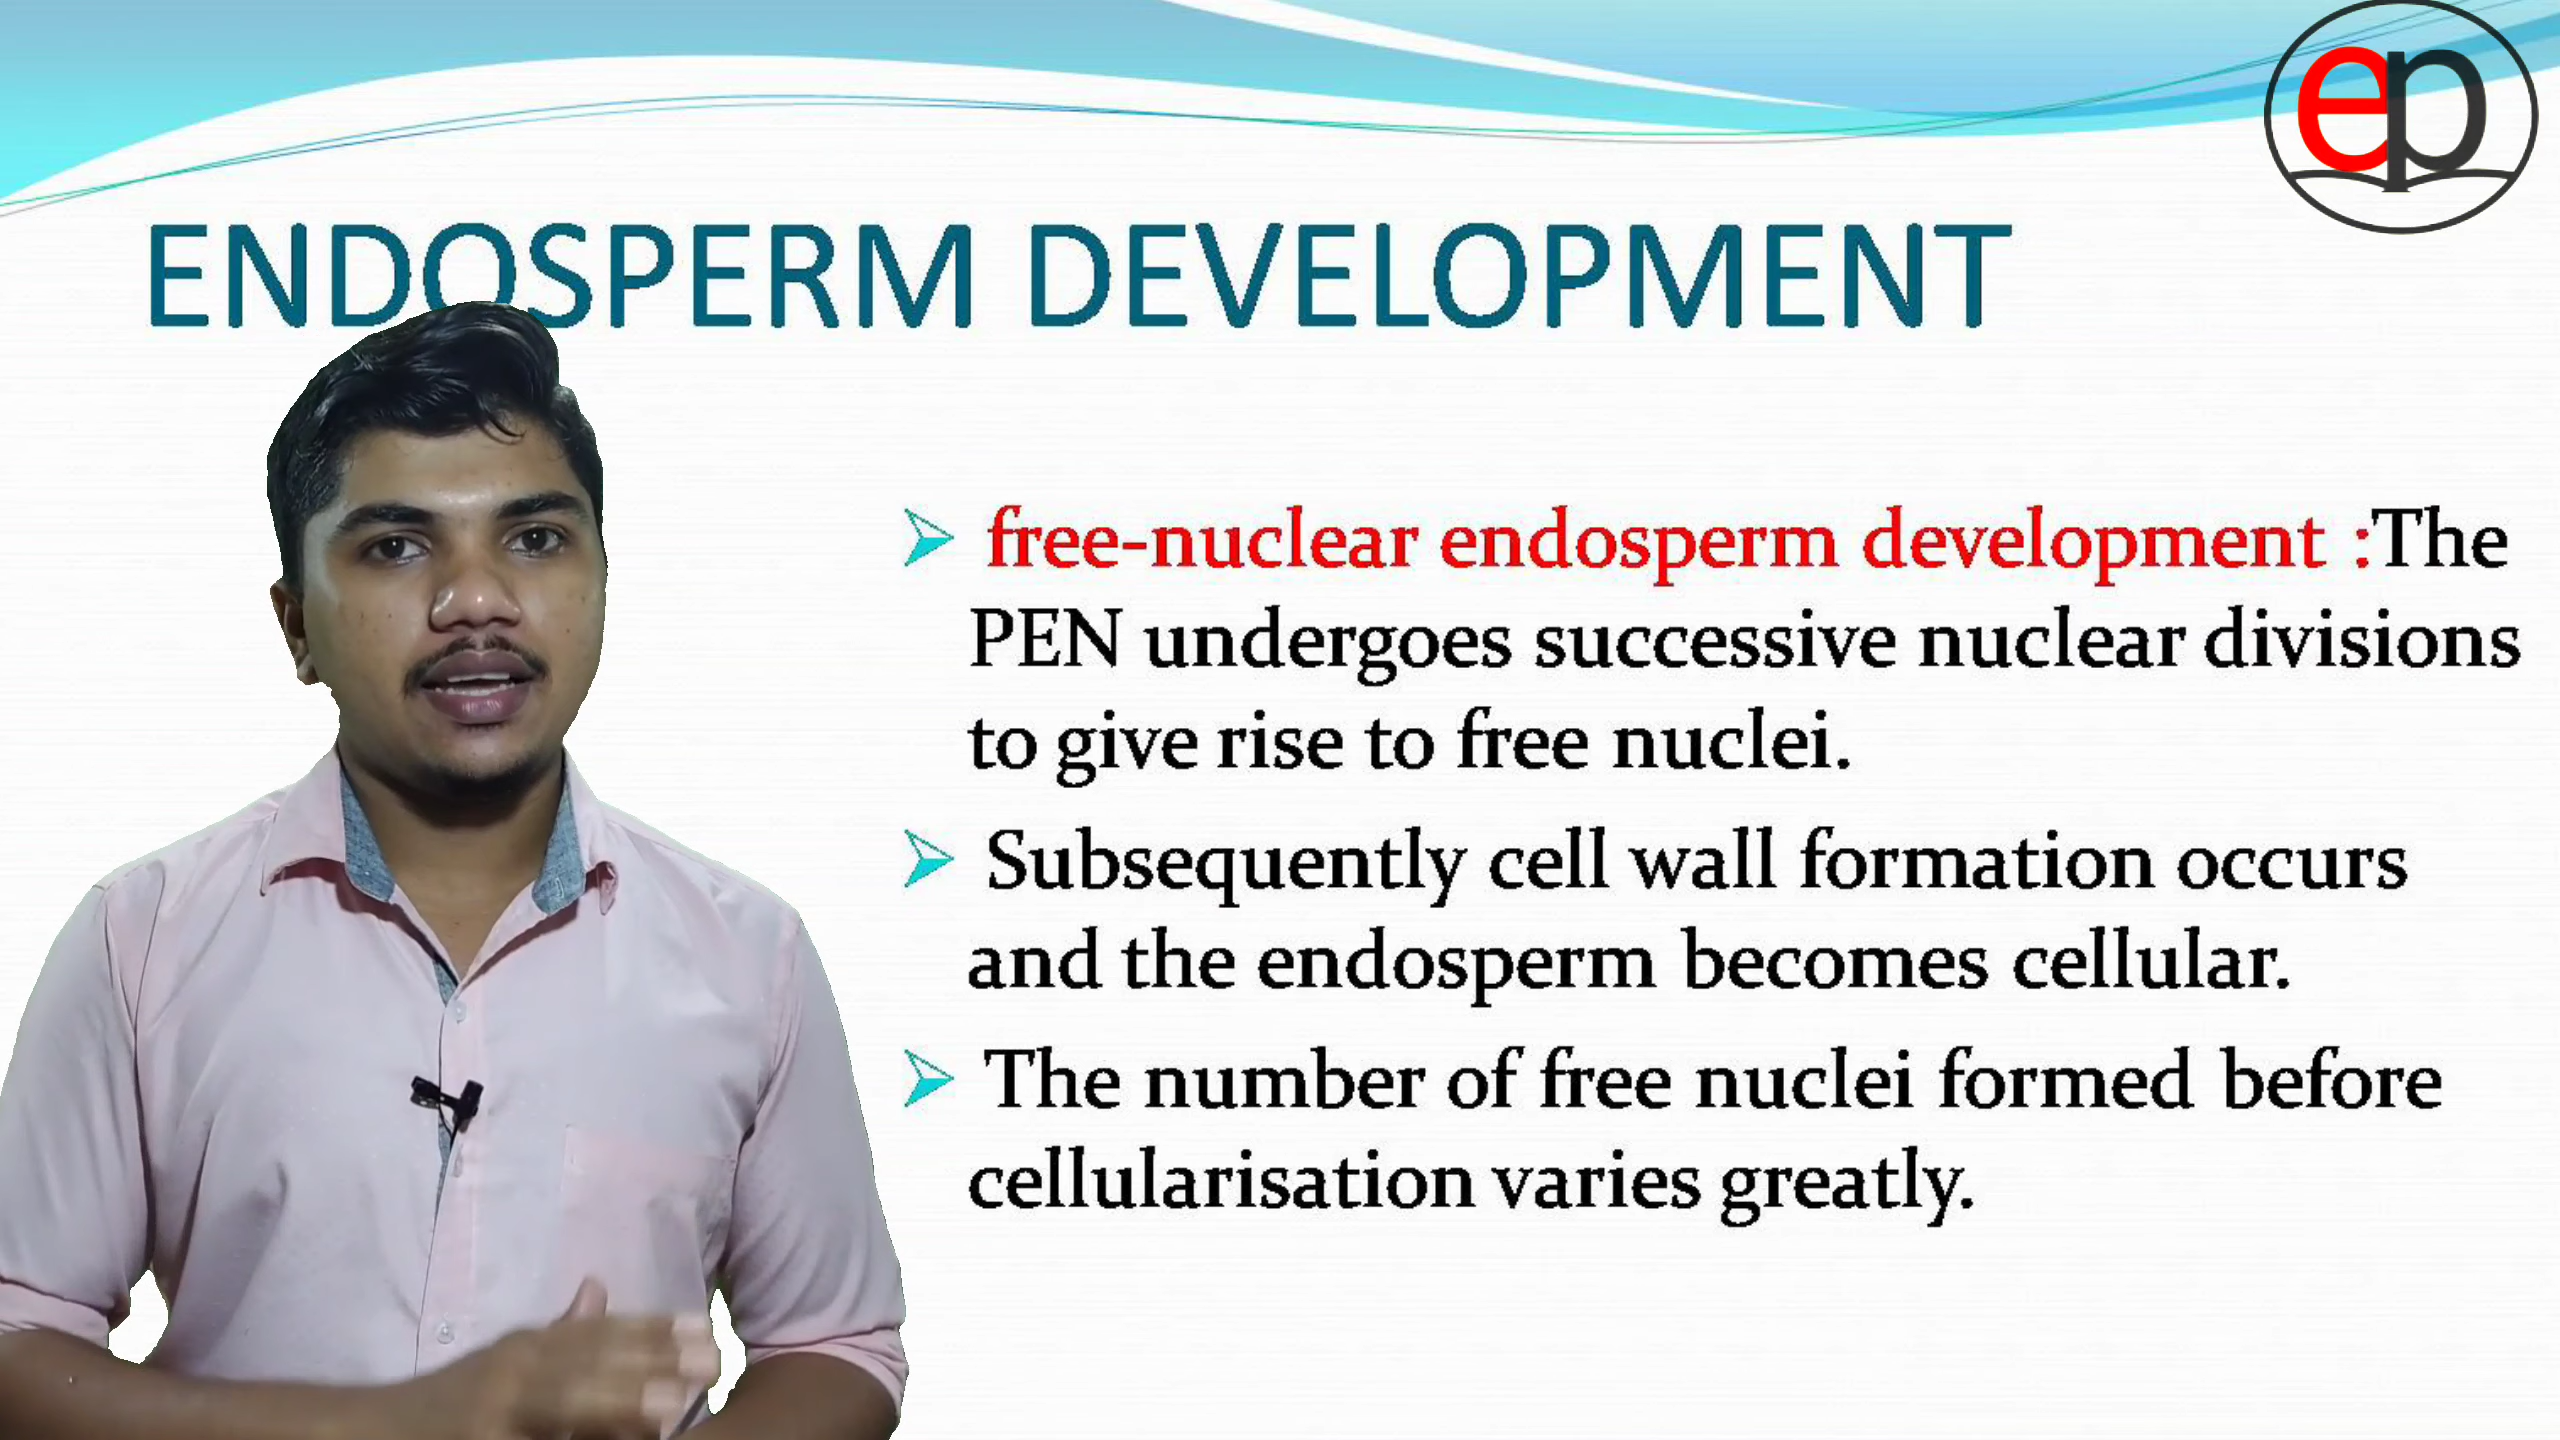 ep
ENDOSPERM DEVELOPMENT
free-nuclear endosperm development :The
PEN undergoes successive nuclear divisions
to give rise to free nuclei.
Subsequently cell wall formation occurs
and the endosperm becomes cellular.
The number of free nuclei formed before
cellularisation varies greatly.